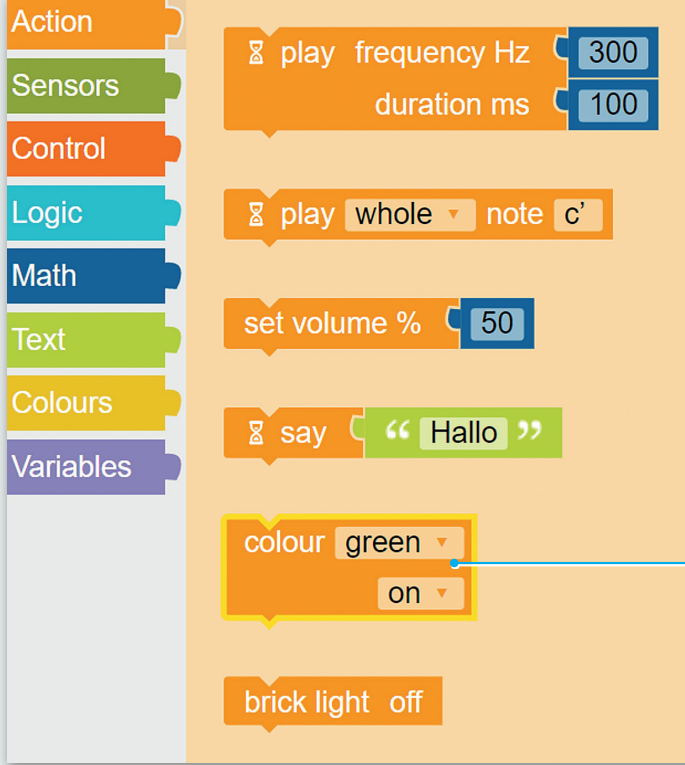 Action
Sensors
Control
Logic
Math
Text
Colours
Variables
play frequency Hz 300
duration ms 100
play whole note c’
set volume % 50
say “ Hallo ”
colour green
on
brick light off